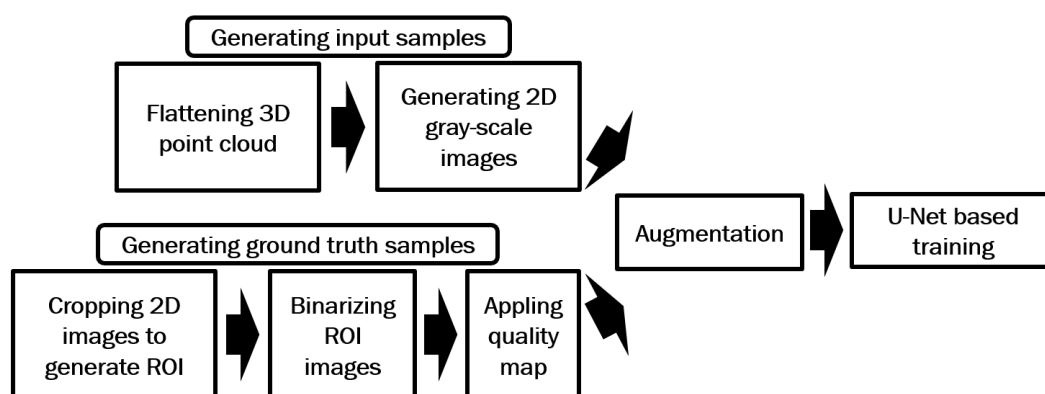 Generating input samples
Flattening 3D
point cloud
Generating 2D
gray-scale
images
Generating ground truth samples
Cropping 2D
images to
generate ROI
Binarizing
ROI
images
Appling
quality
map
Augmentation
U-Net based
training